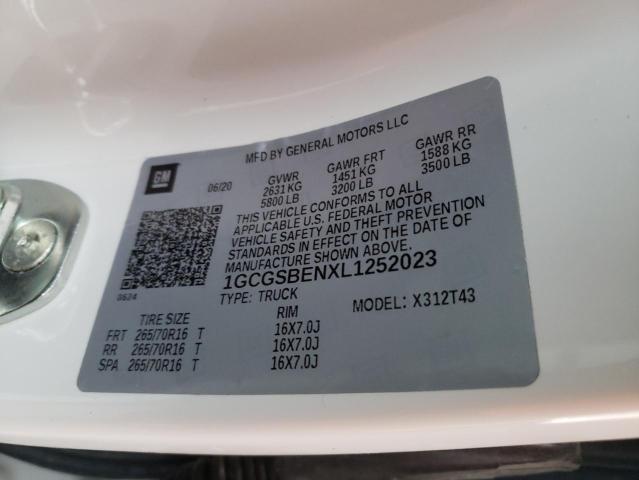 MFD BY GENERAL MOTORS LLC
GM
06/20
GVWR GAWR FRT GAWR RR
2631 KG 1451 KG 1588 KG
5800 LB 3200 LB 3500 LB
THIS VEHICLE CONFORMS TO ALL
APPLICABLE U.S. FEDERAL MOTOR
VEHICLE SAFETY AND THEFT PREVENTION
STANDARDS IN EFFECT ON THE DATE OF
MANUFACTURE SHOWN ABOVE.
1GCGSBENXL1252023
0624
TYPE: TRUCK MODEL: X312T43
TIRE SIZE RIM
FRT 265/70R16 T 16X7.0J
RR 265/70R16 T 16X7.0J
SPA 265/70R16 T 16X7.0J